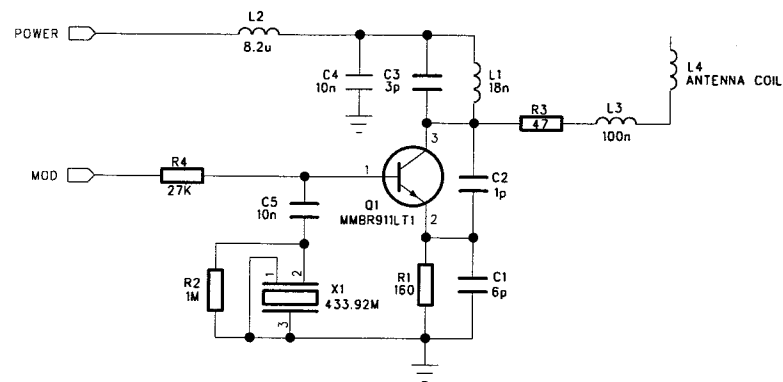 POWER
L2
8.2u
C4
10n
C3
3p
L1
18n
L4
ANTENNA COIL
R3
47
L3
100n
MOD
R4
27K
1
3
2
Q1
MMBR911LT1
C2
1p
C5
10n
R2
1M
1
2
3
X1
433.92M
R1
160
C1
6p